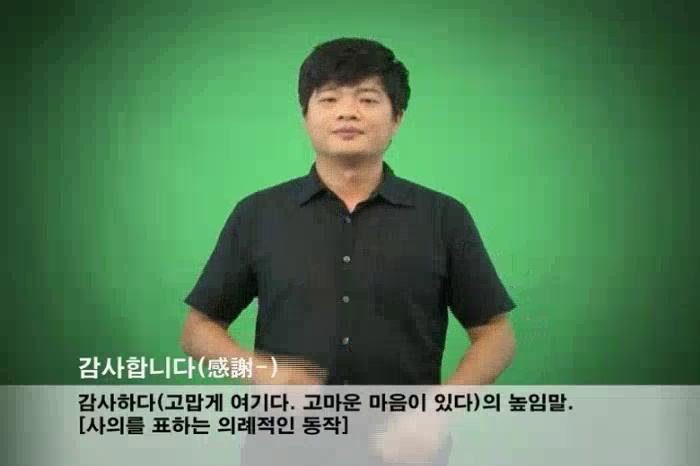 감사합니다(感謝-)
감사하다(고맙게 여기다. 고마운 마음이 있다)의 높임말.
[사의를 표하는 의례적인 동작]